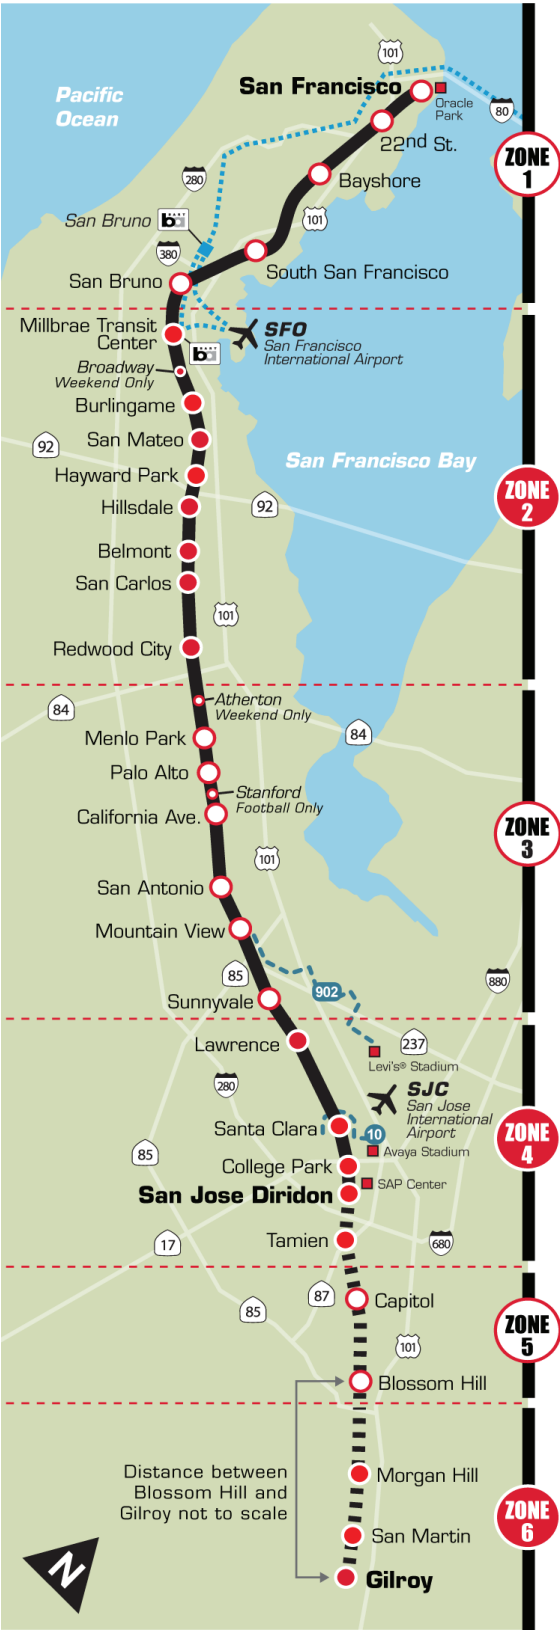 101
San Francisco
Pacific
Ocean
Oracle
Park
80
22nd St.
ZONE
1
280
Bayshore
San Bruno
ba
101
380
South San Francisco
San Bruno
Millbrae Transit
Center
ba
SFO
San Francisco
International Airport
Broadway
Weekend Only
Burlingame
San Mateo
92
San Francisco Bay
Hayward Park
ZONE
2
Hillsdale
92
Belmont
San Carlos
101
Redwood City
Atherton
Weekend Only
84
84
Menlo Park
Palo Alto
Stanford
Football Only
California Ave.
ZONE
3
101
San Antonio
Mountain View
85
880
902
Sunnyvale
Lawrence
237
Levi's® Stadium
280
SJC
San Jose
International
Airport
Santa Clara
10
ZONE
4
85
Avaya Stadium
College Park
SAP Center
San Jose Diridon
17
Tamien
680
87
Capitol
85
ZONE
5
101
Blossom Hill
Distance between
Blossom Hill and
Gilroy not to scale
Morgan Hill
ZONE
6
San Martin
N
Gilroy